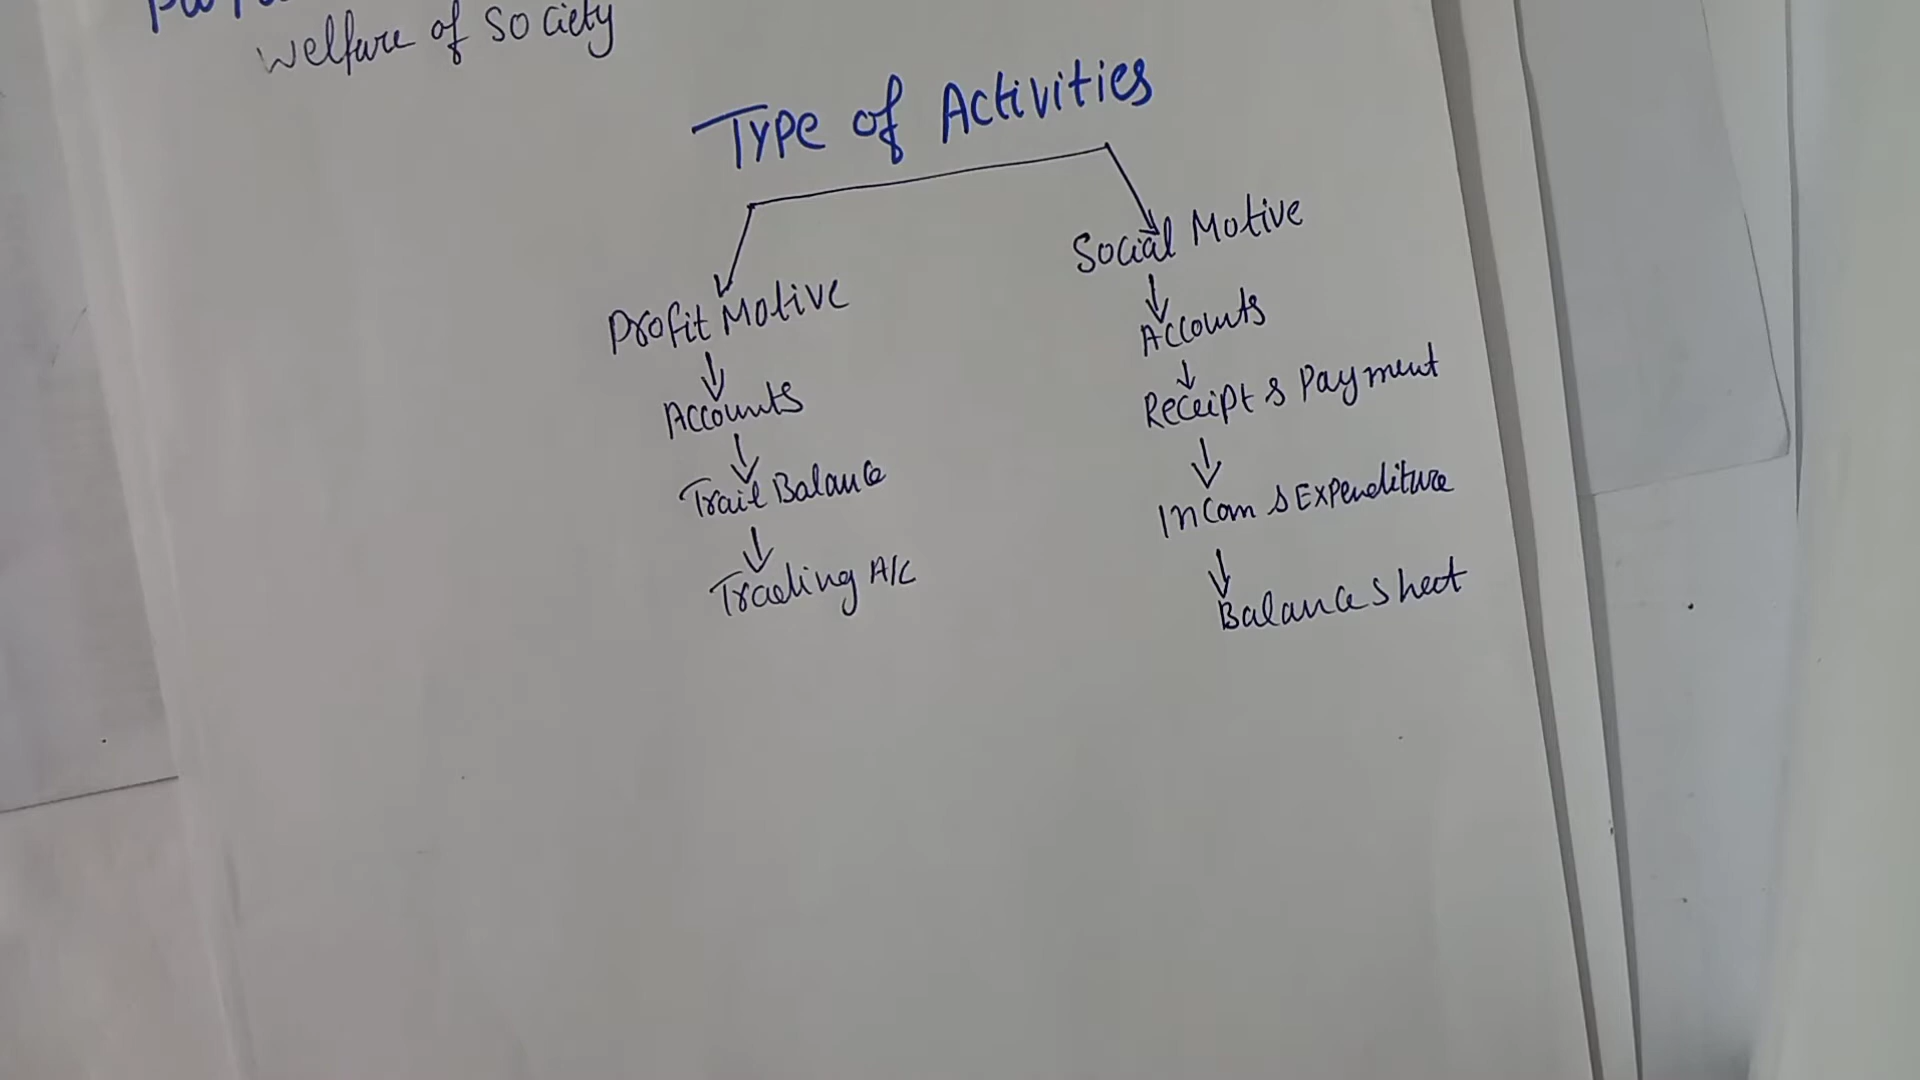 welfare of society
Type of Activities
Profit Motive
Accounts
Trail Balance
Trading A/C
Social Motive
Accounts
Receipt & Payment
Incom & Expenditure
Balance sheet